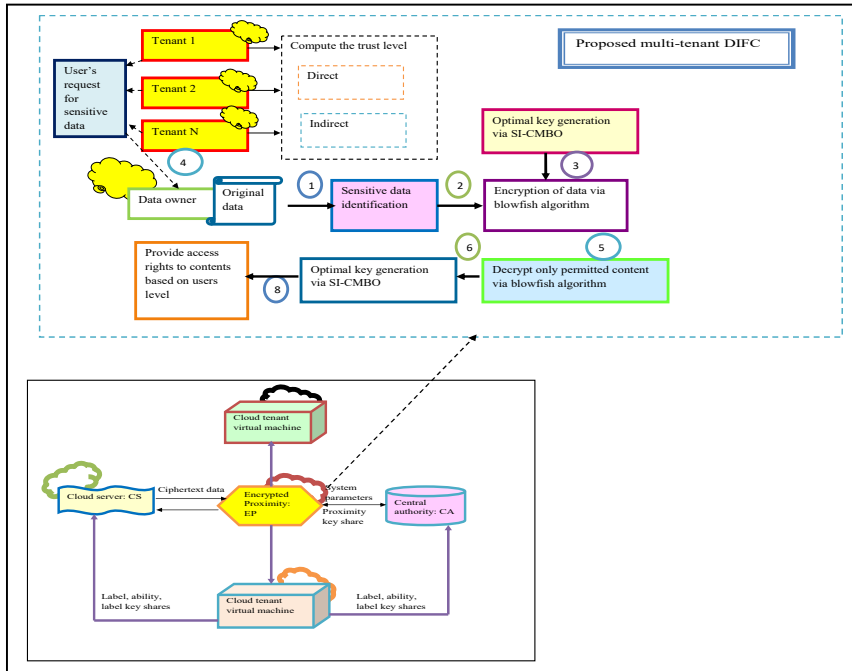 Tenant 1
Proposed multi-tenant DIFC
Compute the trust level
User's
request
for
sensitive
data
Direct
Tenant 2
Indirect
Tenant N
Optimal key generation
via SI-CMBO
4
3
1
2
Data owner
Original
data
Sensitive data
identification
Encryption of data via
blowfish algorithm
6
5
Provide access
rights to contents
based on users
level
8
Optimal key generation
via SI-CMBO
Decrypt only permitted content
via blowfish algorithm
Cloud tenant
virtual machine
Cloud server: CS
Ciphertext data
Encrypted
Proximity:
EP
System
parameters
Proximity
key share
Central
authority: CA
Label, ability,
label key shares
Cloud tenant
virtual machine
Label, ability,
label key shares